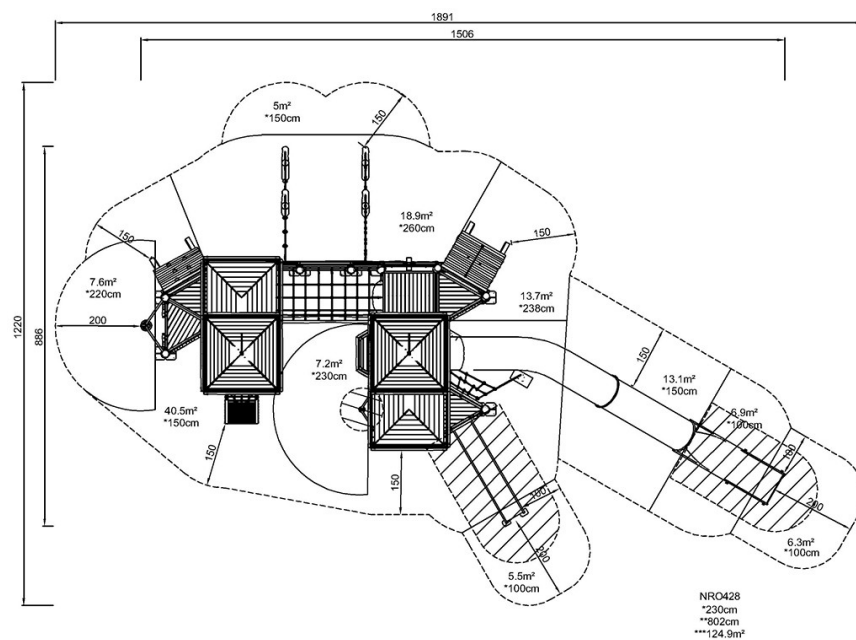 1891
1506
5m²
*150cm
150
18.9m²
*260cm
150
150
7.6m²
*220cm
200
13.7m²
*238cm
1220
886
7.2m²
*230cm
150
13.1m²
*150cm
6.9m²
*100cm
40.5m²
*150cm
100
150
150
100
200
200
6.3m²
*100cm
5.5m²
*100cm
NRO428
*230cm
**802cm
***124.9m²